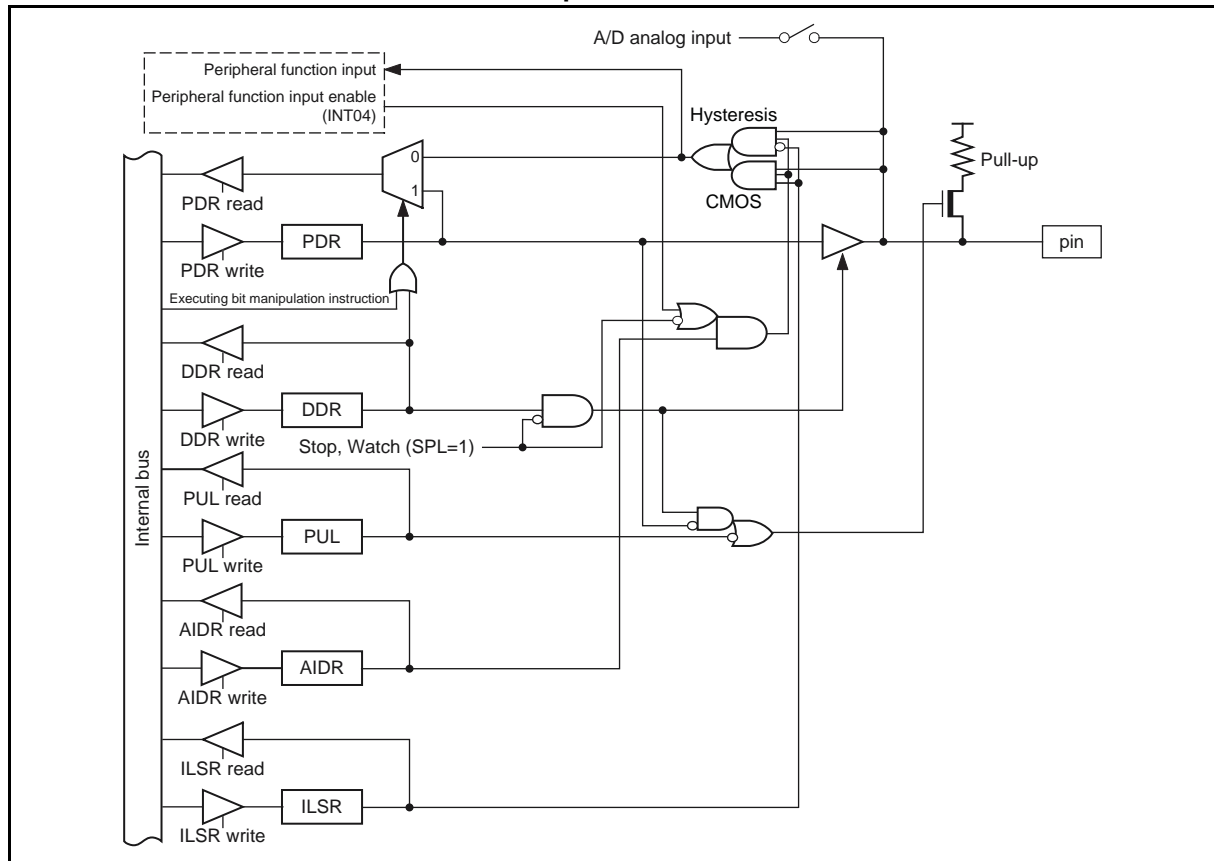 A/D analog input
Peripheral function input
Peripheral function input enable
(INT04)
Hysteresis
0
Pull-up
1
CMOS
PDR read
PDR
pin
PDR write
Executing bit manipulation instruction
DDR read
DDR
DDR write
Stop, Watch (SPL=1)
Internal bus
PUL read
PUL
PUL write
AIDR read
AIDR
AIDR write
ILSR read
ILSR
ILSR write